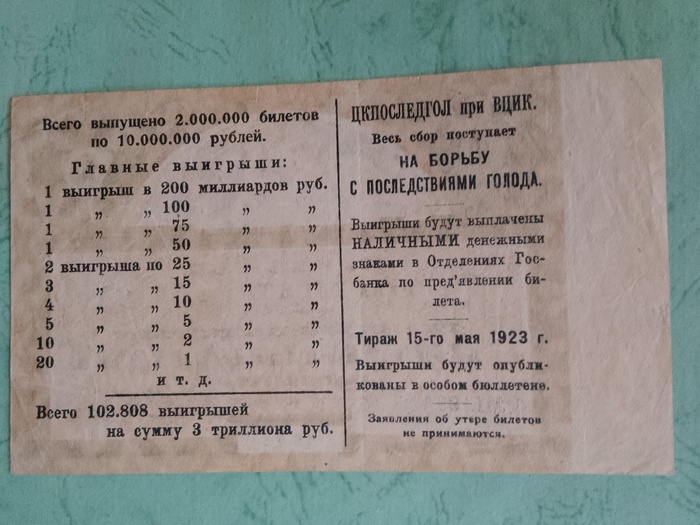 Всего выпущено 2.000.000 билетов
по 10.000.000 рублей.
Главные выигрыши:
1 выигрыш в 200 миллиардов руб.
1 „ „ 100 „ „
1 „ „ 75 „ „
1 „ „ 50 „ „
2 выигрыша по 25 „ „
3 „ „ 15 „ „
4 „ „ 10 „ „
5 „ „ 5 „ „
10 „ „ 2 „ „
20 „ „ 1 „ „
и т. д.
Всего 102.808 выигрышей
на сумму 3 триллиона руб.
ЦКПОСЛЕДГОЛ при ВЦИК.
Весь сбор поступает
НА БОРЬБУ
С ПОСЛЕДСТВИЯМИ ГОЛОДА.
Выигрыши будут выплачены
НАЛИЧНЫМИ денежными
знаками в Отделениях Гос-
банка по пред'явлении би-
лета.
Тираж 15-го мая 1923 г.
Выигрыши будут опубли-
кованы в особом бюллетене.
Заявления об утере билетов
не принимаются.